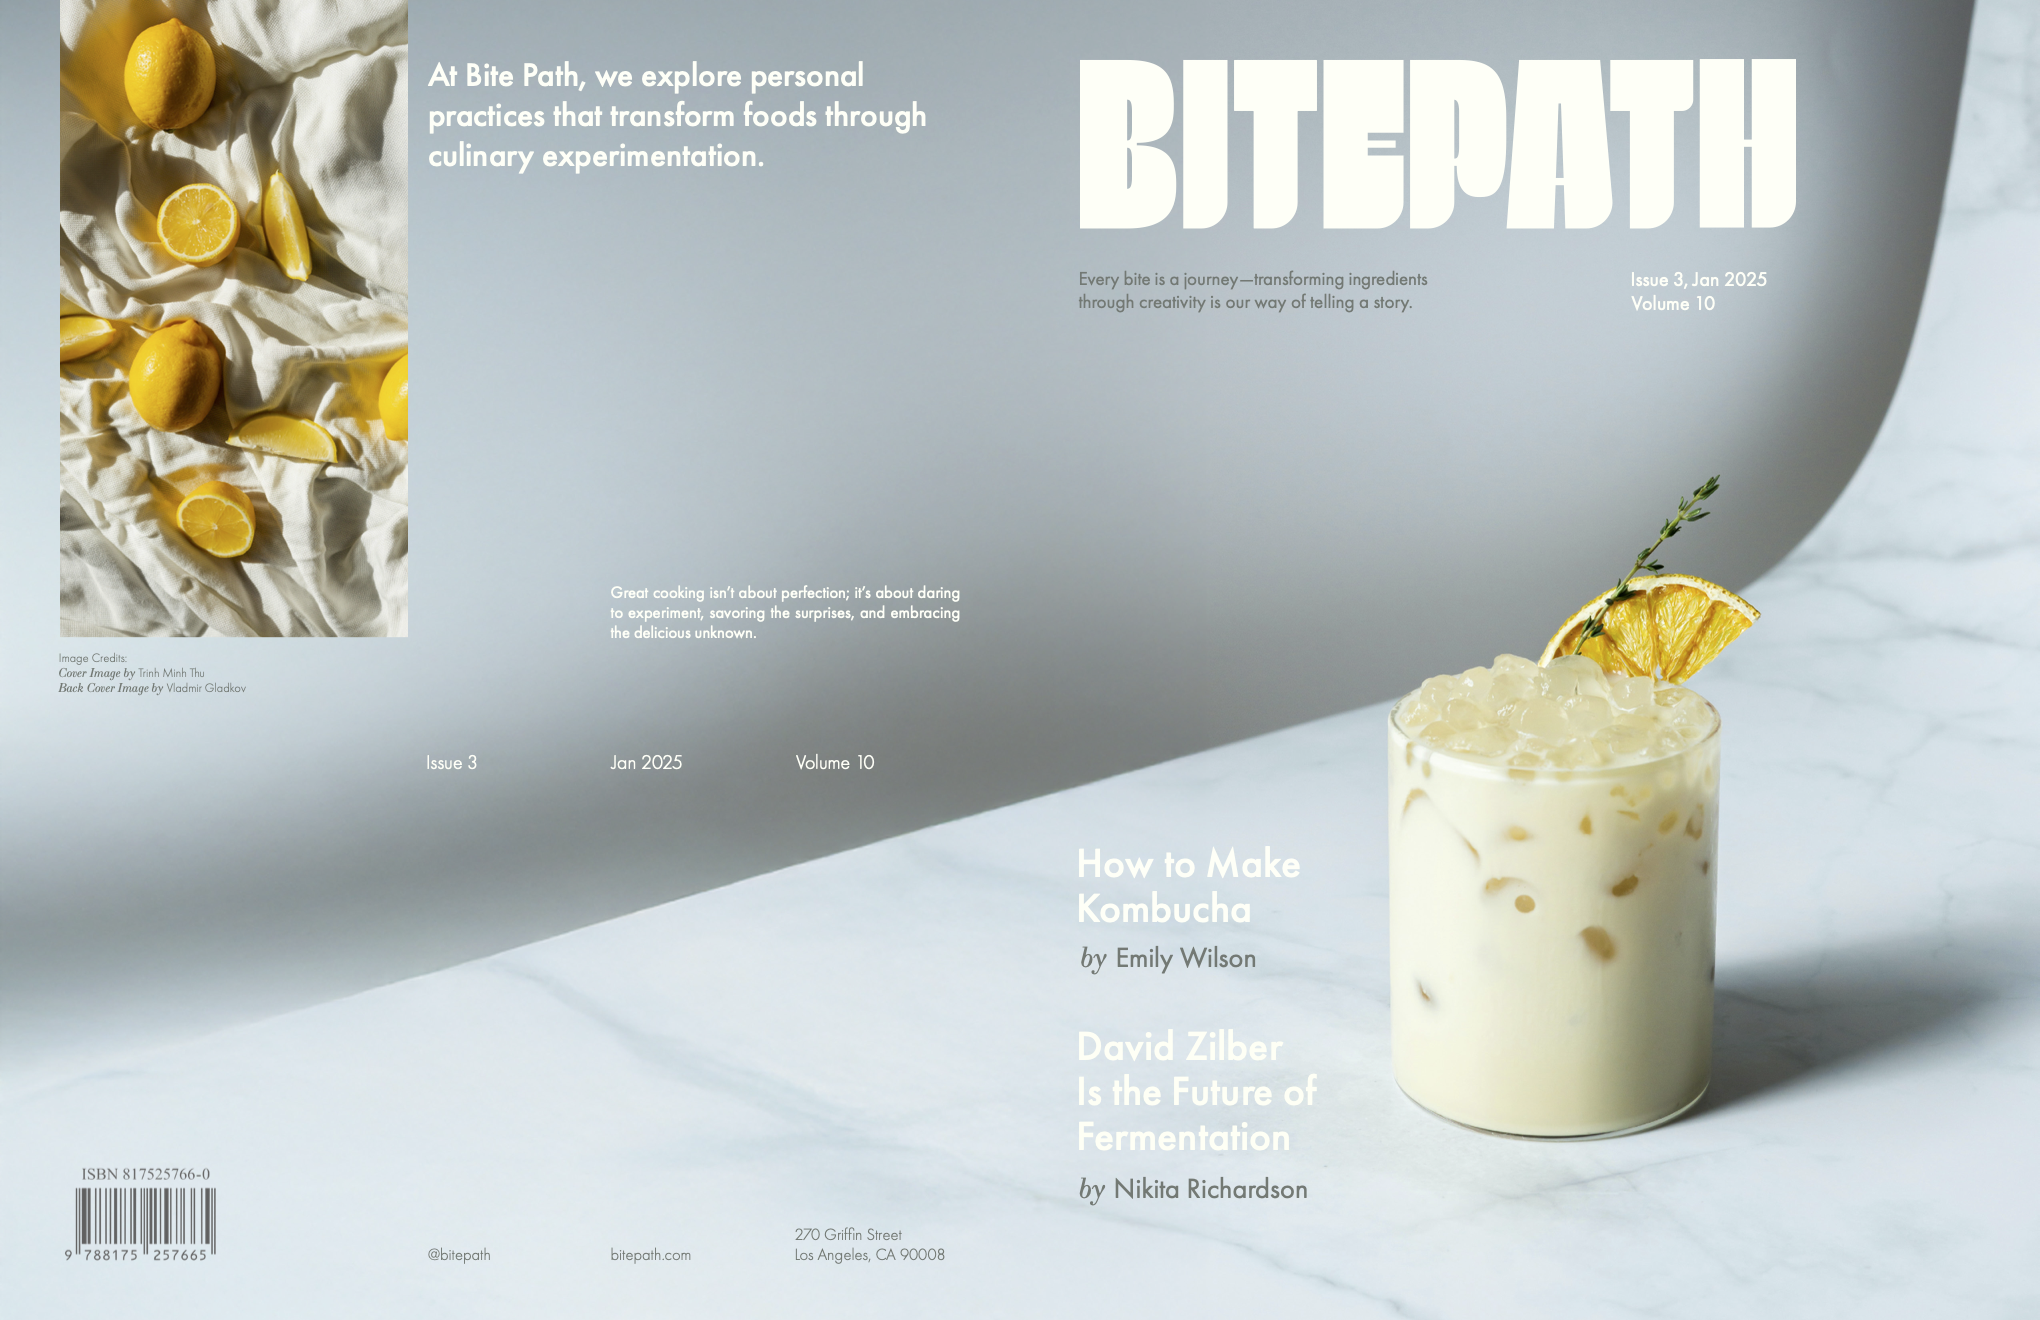 At Bite Path, we explore personal
practices that transform foods through
culinary experimentation.
Great cooking isn't about perfection; it's about daring
to experiment, savoring the surprises, and embracing
the delicious unknown.
Image Credits:
Cover Image by Trinh Minh Thu
Back Cover Image by Vladmir Gladkov
Issue 3
Jan 2025
Volume 10
ISBN 817525766-0
9 788175 257665
@bitepath
bitepath.com
270 Griffin Street
Los Angeles, CA 90008
BITEPATH
Every bite is a journey—transforming ingredients
through creativity is our way of telling a story.
Issue 3, Jan 2025
Volume 10
How to Make
Kombucha
by Emily Wilson
David Zilber
Is the Future of
Fermentation
by Nikita Richardson